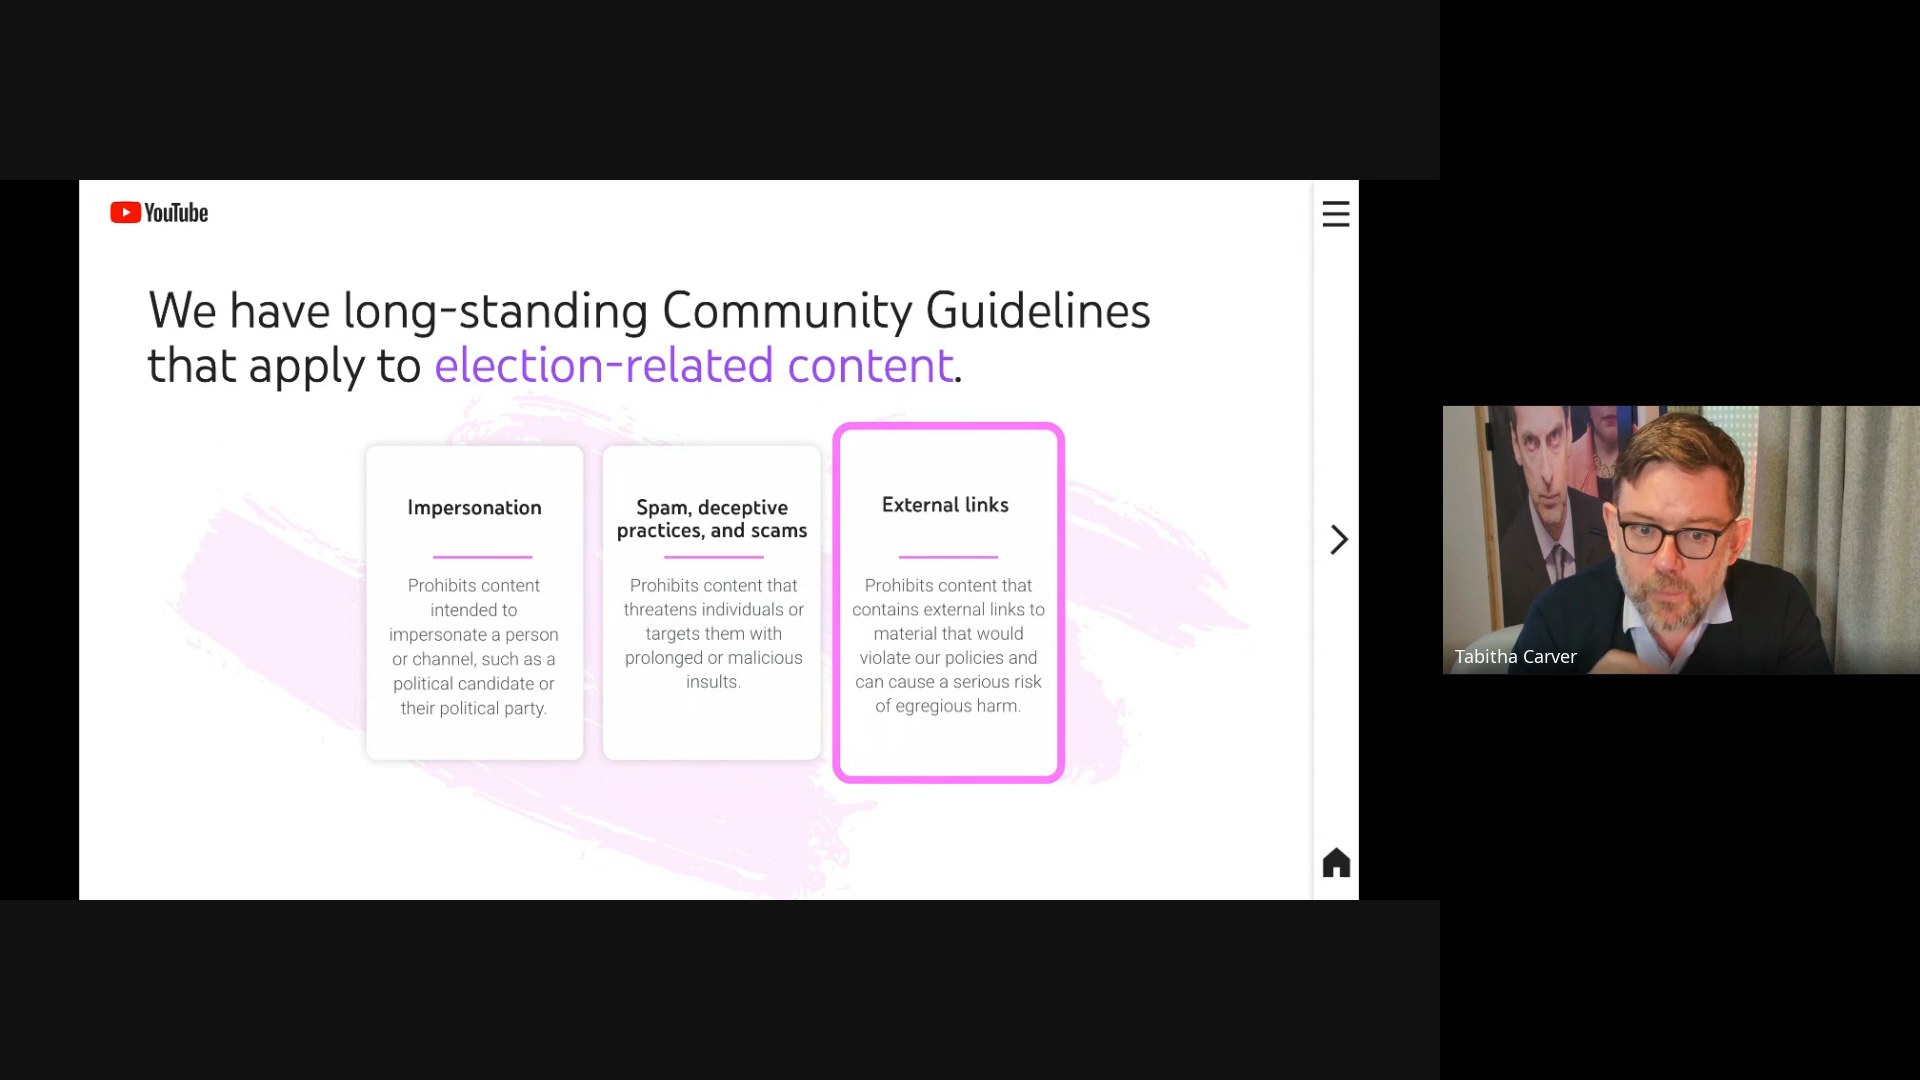 YouTube
We have long-standing Community Guidelines
that apply to election-related content.
Impersonation
Prohibits content
intended to
impersonate a person
or channel, such as a
political candidate or
their political party.
Spam, deceptive
practices, and scams
Prohibits content that
threatens individuals or
targets them with
prolonged or malicious
insults.
External links
Prohibits content that
contains external links to
material that would
violate our policies and
can cause a serious risk
of egregious harm.
Tabitha Carver